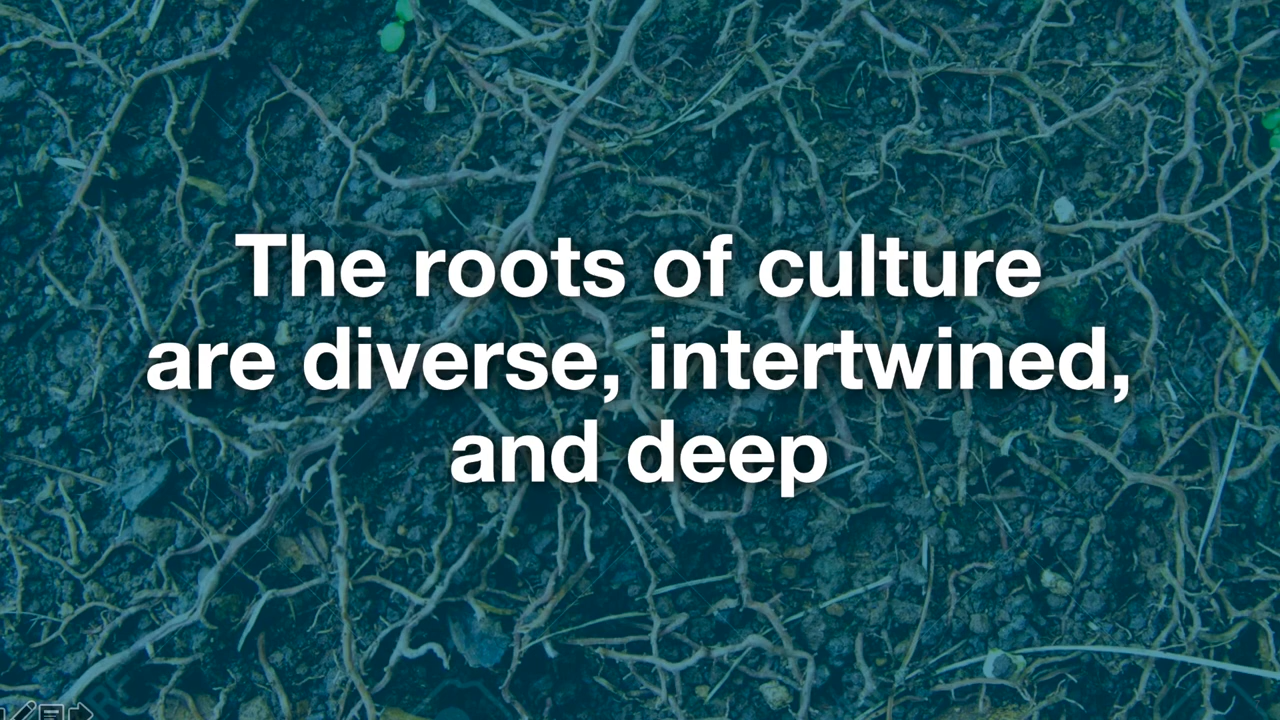 The roots of culture
are diverse, intertwined,
and deep